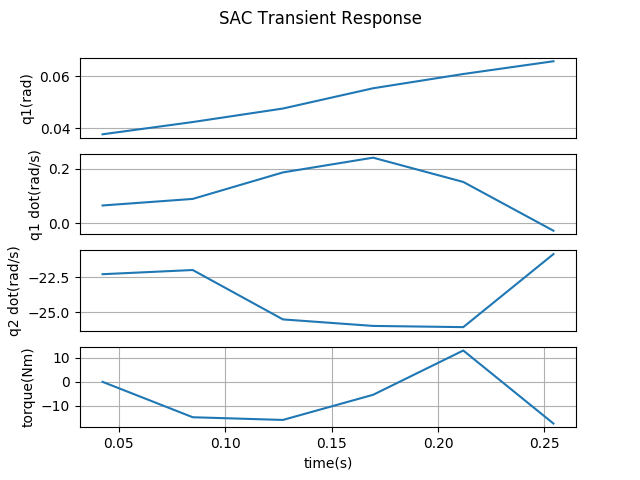 SAC Transient Response
0.06
0.04
q1(rad)
0.2
0.0
q1 dot(rad/s)
−22.5
−25.0
q2 dot(rad/s)
10
0
−10
torque(Nm)
0.05 0.10 0.15 0.20 0.25
time(s)